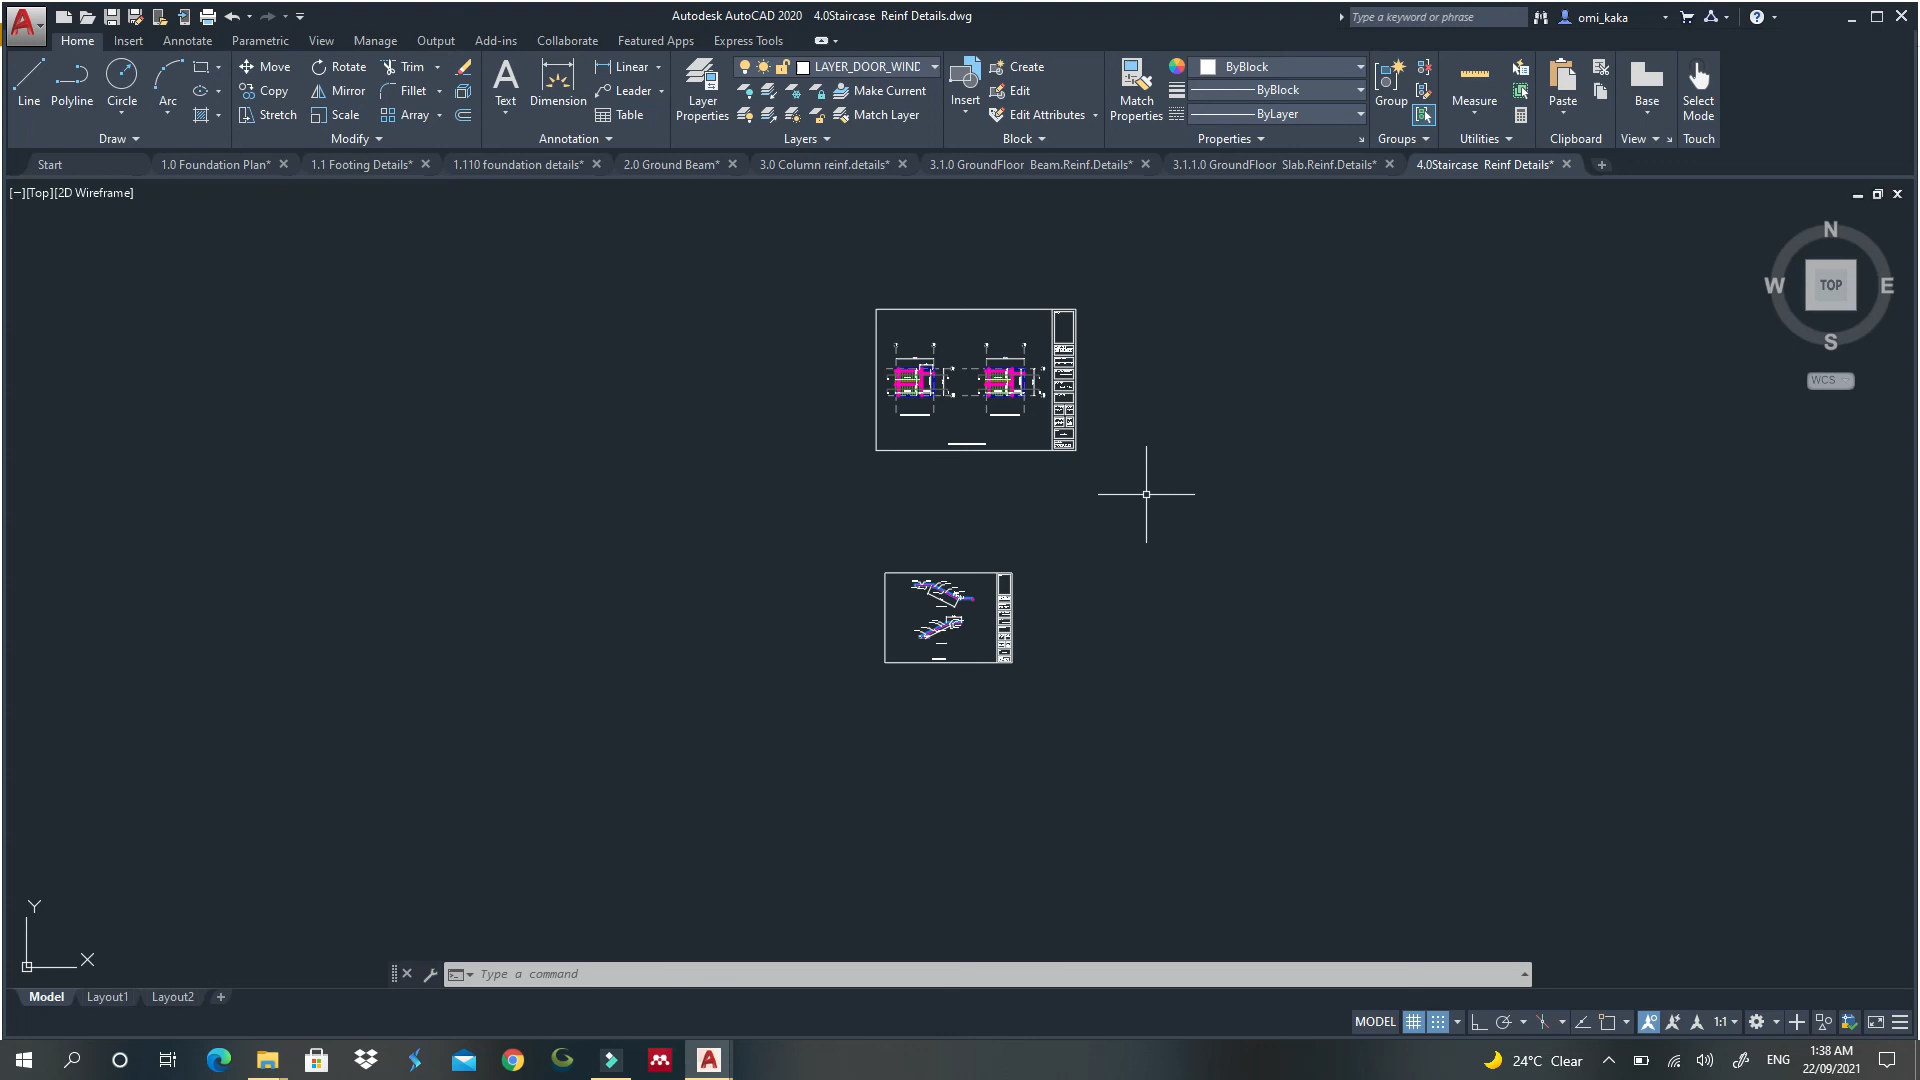 Autodesk AutoCAD 2020 4.0Staircase Reinf Details.dwg
Type a keyword or phrase
omi_kaka
Home Insert Annotate Parametric View Manage Output Add-ins Collaborate Featured Apps Express Tools
Line Polyline Circle Arc
Draw
Move Rotate Trim
Copy Mirror Fillet
Stretch Scale Array
Modify
Text Dimension
Linear
Leader
Table
Annotation
Layer Properties
LAYER_DOOR_WIND
Make Current
Match Layer
Layers
Insert
Create
Edit
Edit Attributes
Block
Match Properties
ByBlock
ByBlock
ByLayer
Properties
Group
Groups
Measure
Utilities
Paste
Clipboard
Base
View
Select Mode
Touch
Start 1.0 Foundation Plan* 1.1 Footing Details* 1.110 foundation details* 2.0 Ground Beam* 3.0 Column reinf.details* 3.1.0 GroundFloor Beam.Reinf.Details* 3.1.1.0 GroundFloor Slab.Reinf.Details* 4.0Staircase Reinf Details*
[−][Top][2D Wireframe]
N
W TOP E
S
WCS
Y
X
Type a command
Model Layout1 Layout2
MODEL 1:1
24°C Clear ENG
1:38 AM
22/09/2021